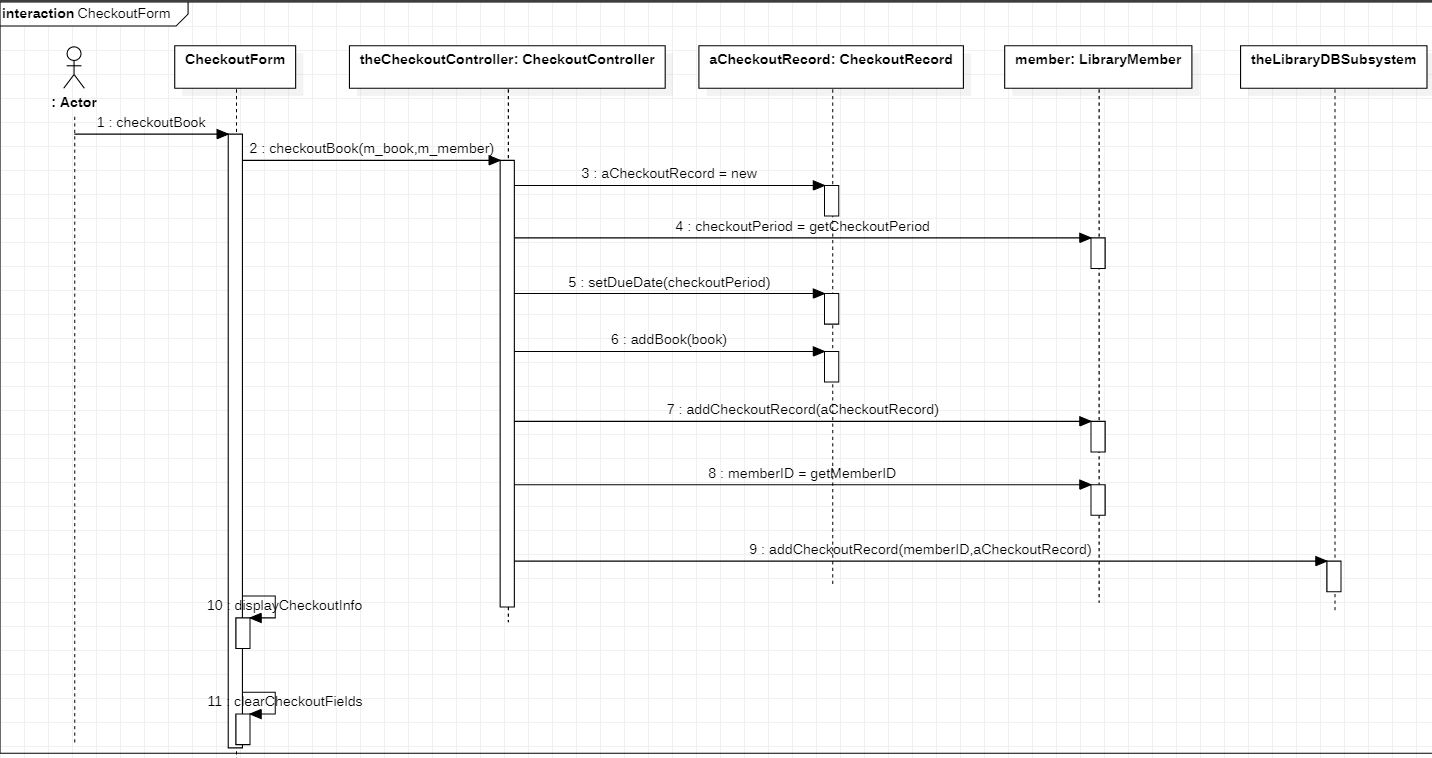 interaction CheckoutForm
: Actor
CheckoutForm
theCheckoutController: CheckoutController
aCheckoutRecord: CheckoutRecord
member: LibraryMember
theLibraryDBSubsystem
1 : checkoutBook
2 : checkoutBook(m_book,m_member)
3 : aCheckoutRecord = new
4 : checkoutPeriod = getCheckoutPeriod
5 : setDueDate(checkoutPeriod)
6 : addBook(book)
7 : addCheckoutRecord(aCheckoutRecord)
8 : memberID = getMemberID
9 : addCheckoutRecord(memberID,aCheckoutRecord)
10 : displayCheckoutInfo
11 : clearCheckoutFields